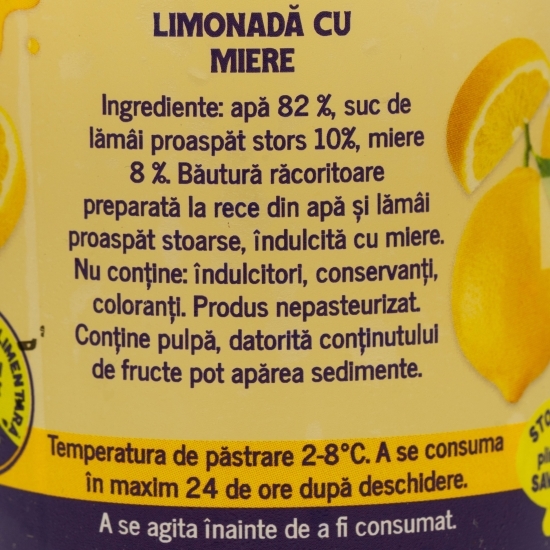 LIMONADĂ CU
MIERE
Ingrediente: apă 82 %, suc de
lămâi proaspăt stors 10%, miere
8 %. Băutură răcoritoare
preparată la rece din apă și lămâi
proaspăt stoarse, îndulcită cu miere.
Nu conține: îndulcitori, conservanți,
coloranți. Produs nepasteurizat.
Conține pulpă, datorită conținutului
de fructe pot apărea sedimente.
Temperatura de păstrare 2-8°C. A se consuma
în maxim 24 de ore după deschidere.
A se agita înainte de a fi consumat.